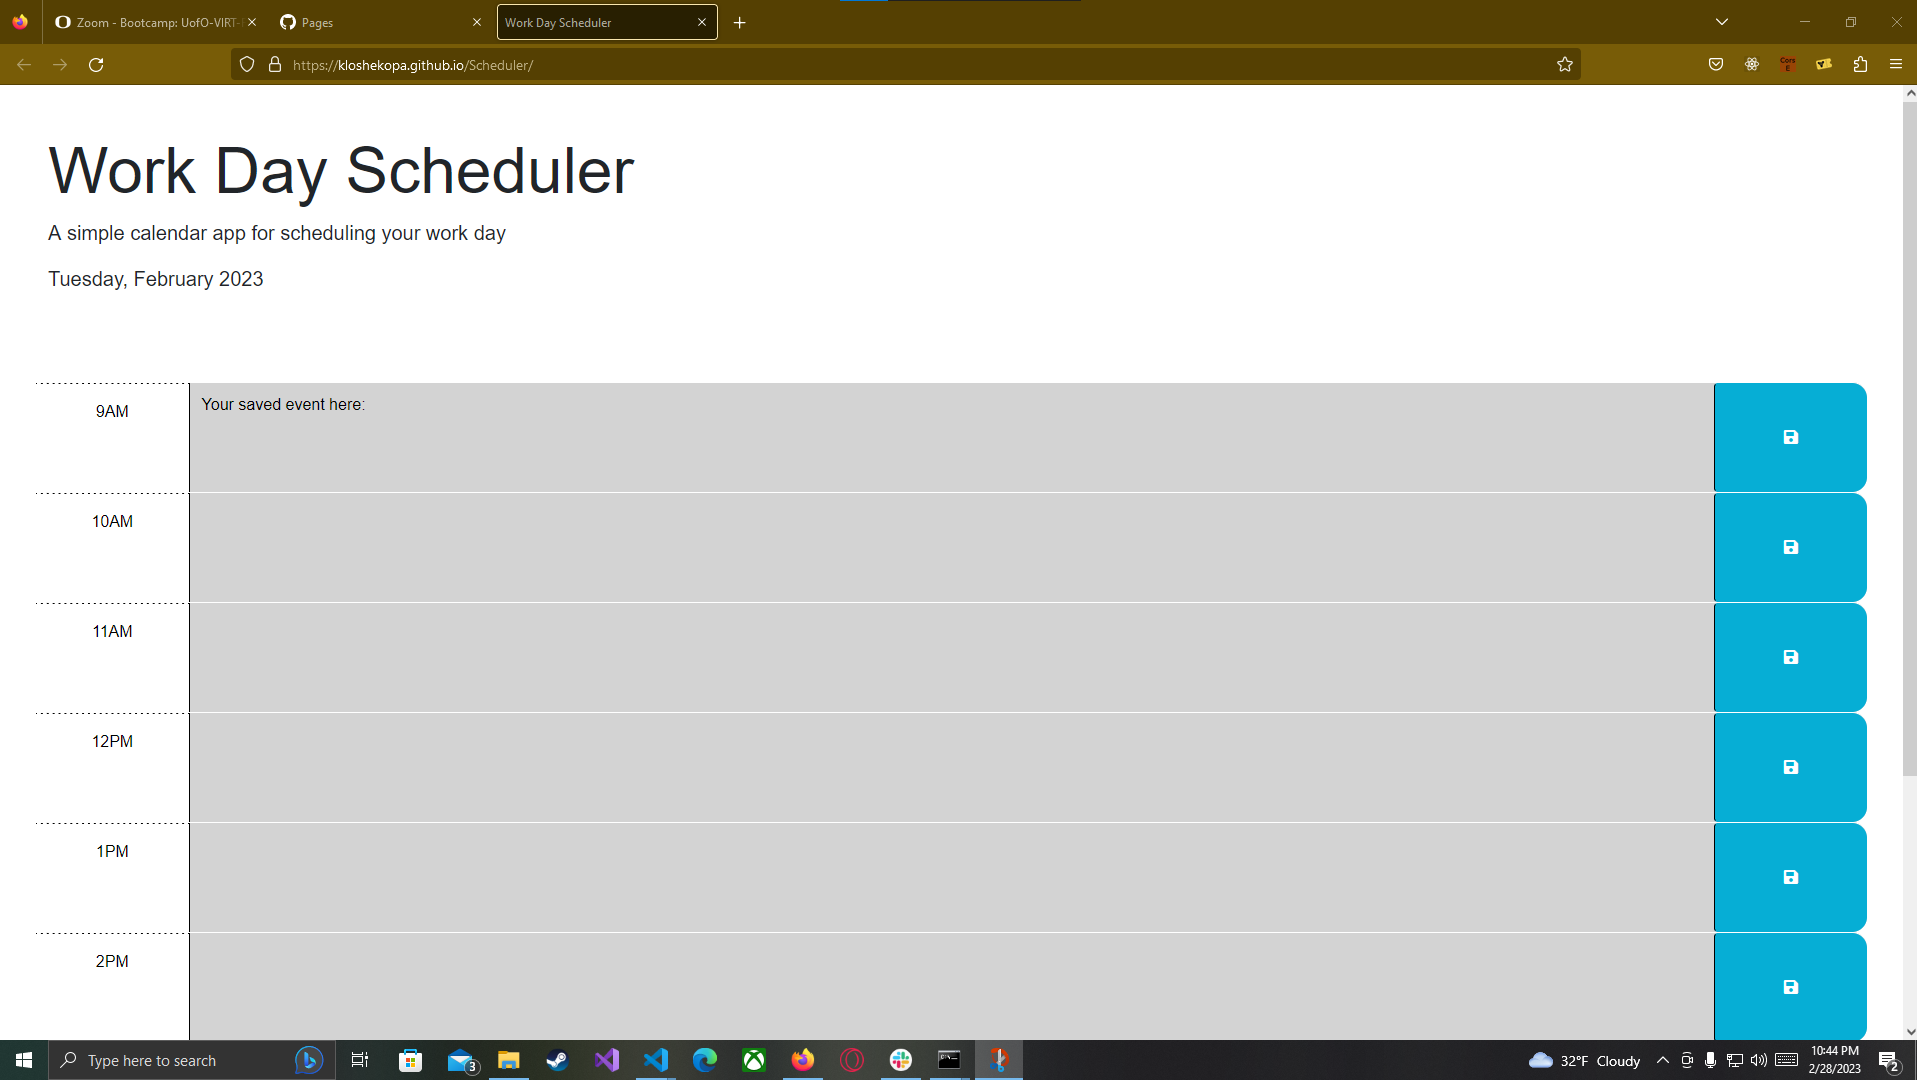 Zoom - Bootcamp: UofO-VIRT-
Pages
Work Day Scheduler
https://kloshekopa.github.io/Scheduler/
Cors
E
Work Day Scheduler
A simple calendar app for scheduling your work day
Tuesday, February 2023
9AM
Your saved event here:
10AM
11AM
12PM
1PM
2PM
Type here to search
3
32°F Cloudy
10:44 PM
2/28/2023
2